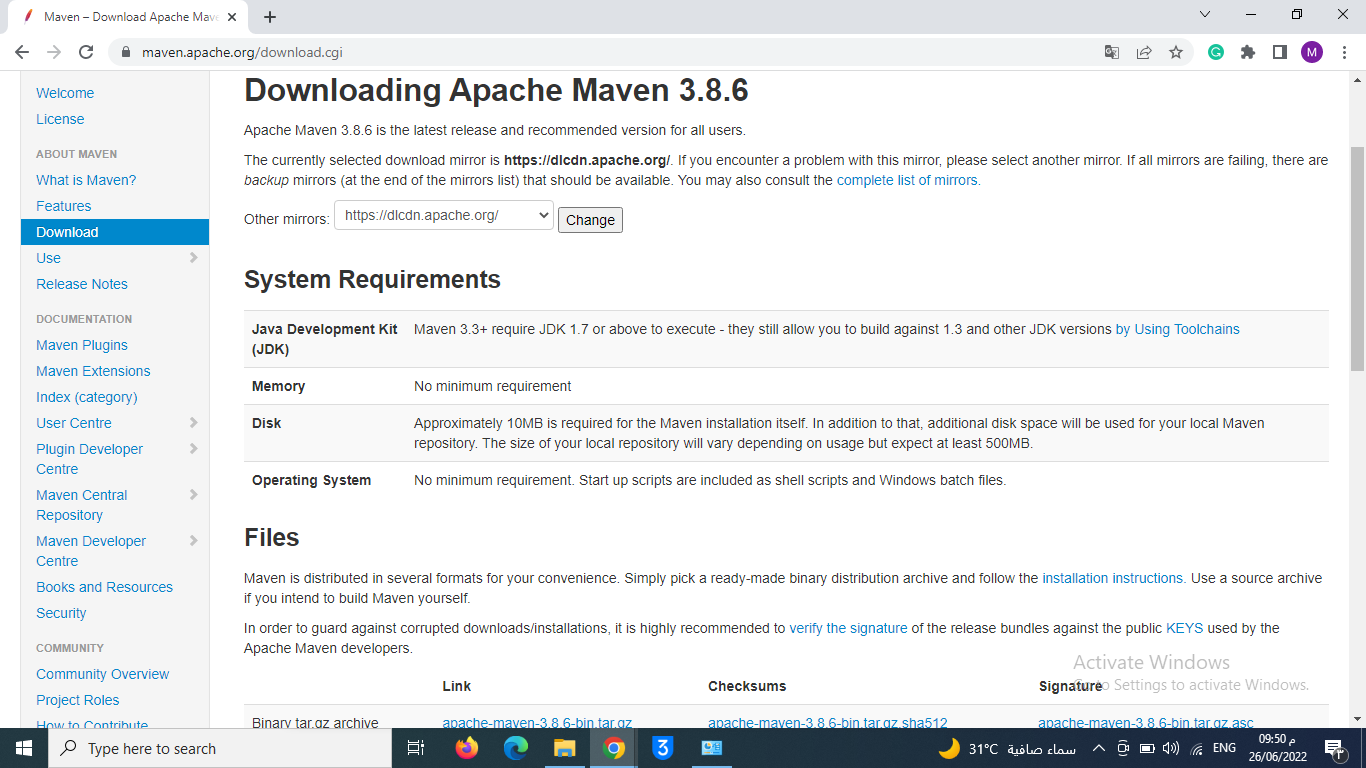 Maven – Download Apache Mave
maven.apache.org/download.cgi
M
Welcome
License
ABOUT MAVEN
What is Maven?
Features
Download
Use
Release Notes
DOCUMENTATION
Maven Plugins
Maven Extensions
Index (category)
User Centre
Plugin Developer
Centre
Maven Central
Repository
Maven Developer
Centre
Books and Resources
Security
COMMUNITY
Community Overview
Project Roles
How to Contribute
Downloading Apache Maven 3.8.6
Apache Maven 3.8.6 is the latest release and recommended version for all users.
The currently selected download mirror is https://dlcdn.apache.org/. If you encounter a problem with this mirror, please select another mirror. If all mirrors are failing, there are
backup mirrors (at the end of the mirrors list) that should be available. You may also consult the complete list of mirrors.
Other mirrors: https://dlcdn.apache.org/ Change
System Requirements
Java Development Kit Maven 3.3+ require JDK 1.7 or above to execute - they still allow you to build against 1.3 and other JDK versions by Using Toolchains
(JDK)
Memory No minimum requirement
Disk Approximately 10MB is required for the Maven installation itself. In addition to that, additional disk space will be used for your local Maven
repository. The size of your local repository will vary depending on usage but expect at least 500MB.
Operating System No minimum requirement. Start up scripts are included as shell scripts and Windows batch files.
Files
Maven is distributed in several formats for your convenience. Simply pick a ready-made binary distribution archive and follow the installation instructions. Use a source archive
if you intend to build Maven yourself.
In order to guard against corrupted downloads/installations, it is highly recommended to verify the signature of the release bundles against the public KEYS used by the
Apache Maven developers.
Link Checksums Signature
Binary tar.gz archive apache-maven-3.8.6-bin.tar.gz apache-maven-3.8.6-bin.tar.gz.sha512 apache-maven-3.8.6-bin.tar.gz.asc
Activate Windows
Go to Settings to activate Windows.
Type here to search
3
31°C سماء صافية
ENG
09:50 م
26/06/2022
٣